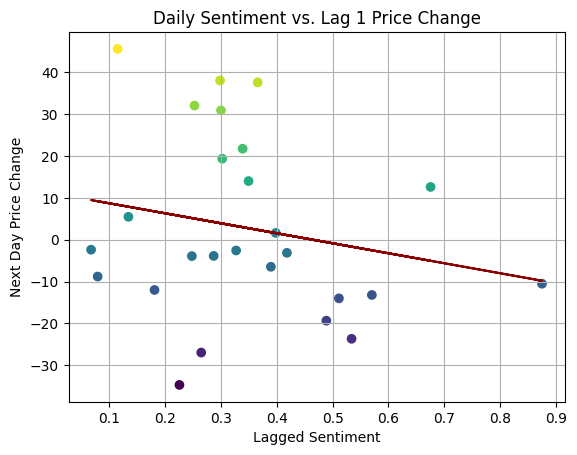 Daily Sentiment vs. Lag 1 Price Change
Next Day Price Change
40
30
20
10
0
−10
−20
−30
0.1 0.2 0.3 0.4 0.5 0.6 0.7 0.8 0.9
Lagged Sentiment